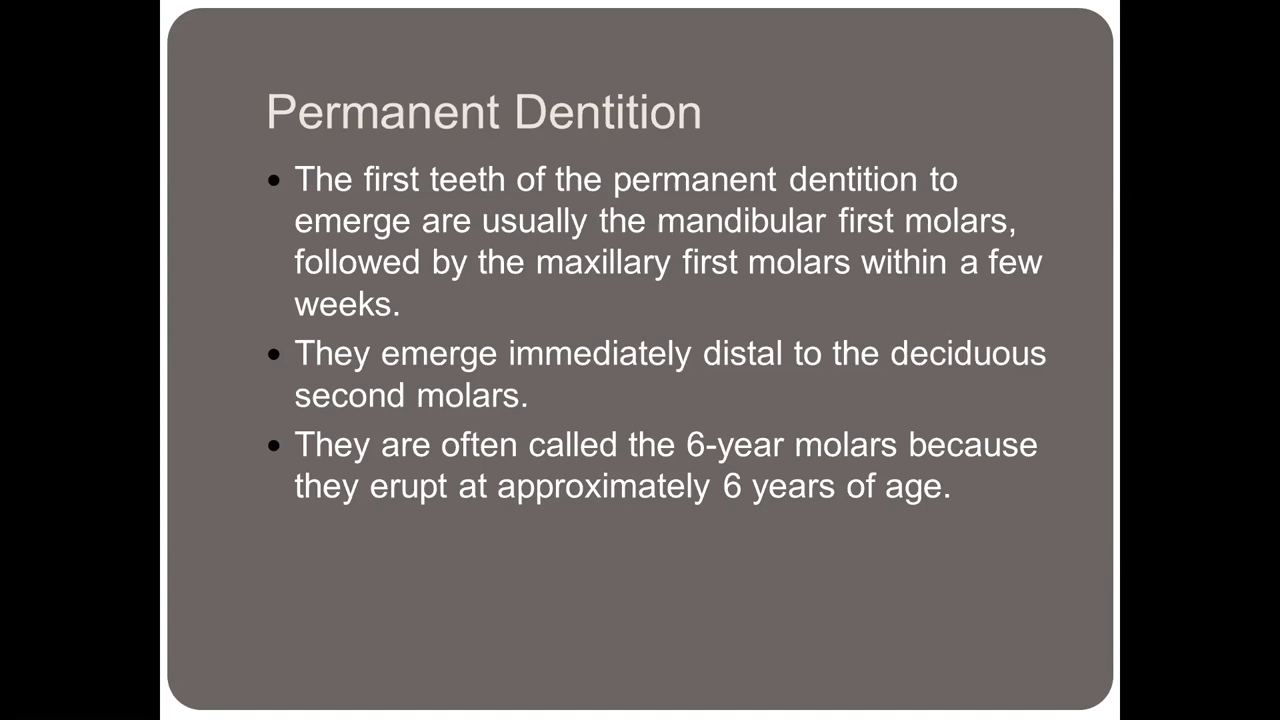 Permanent Dentition
• The first teeth of the permanent dentition to
emerge are usually the mandibular first molars,
followed by the maxillary first molars within a few
weeks.
• They emerge immediately distal to the deciduous
second molars.
• They are often called the 6-year molars because
they erupt at approximately 6 years of age.